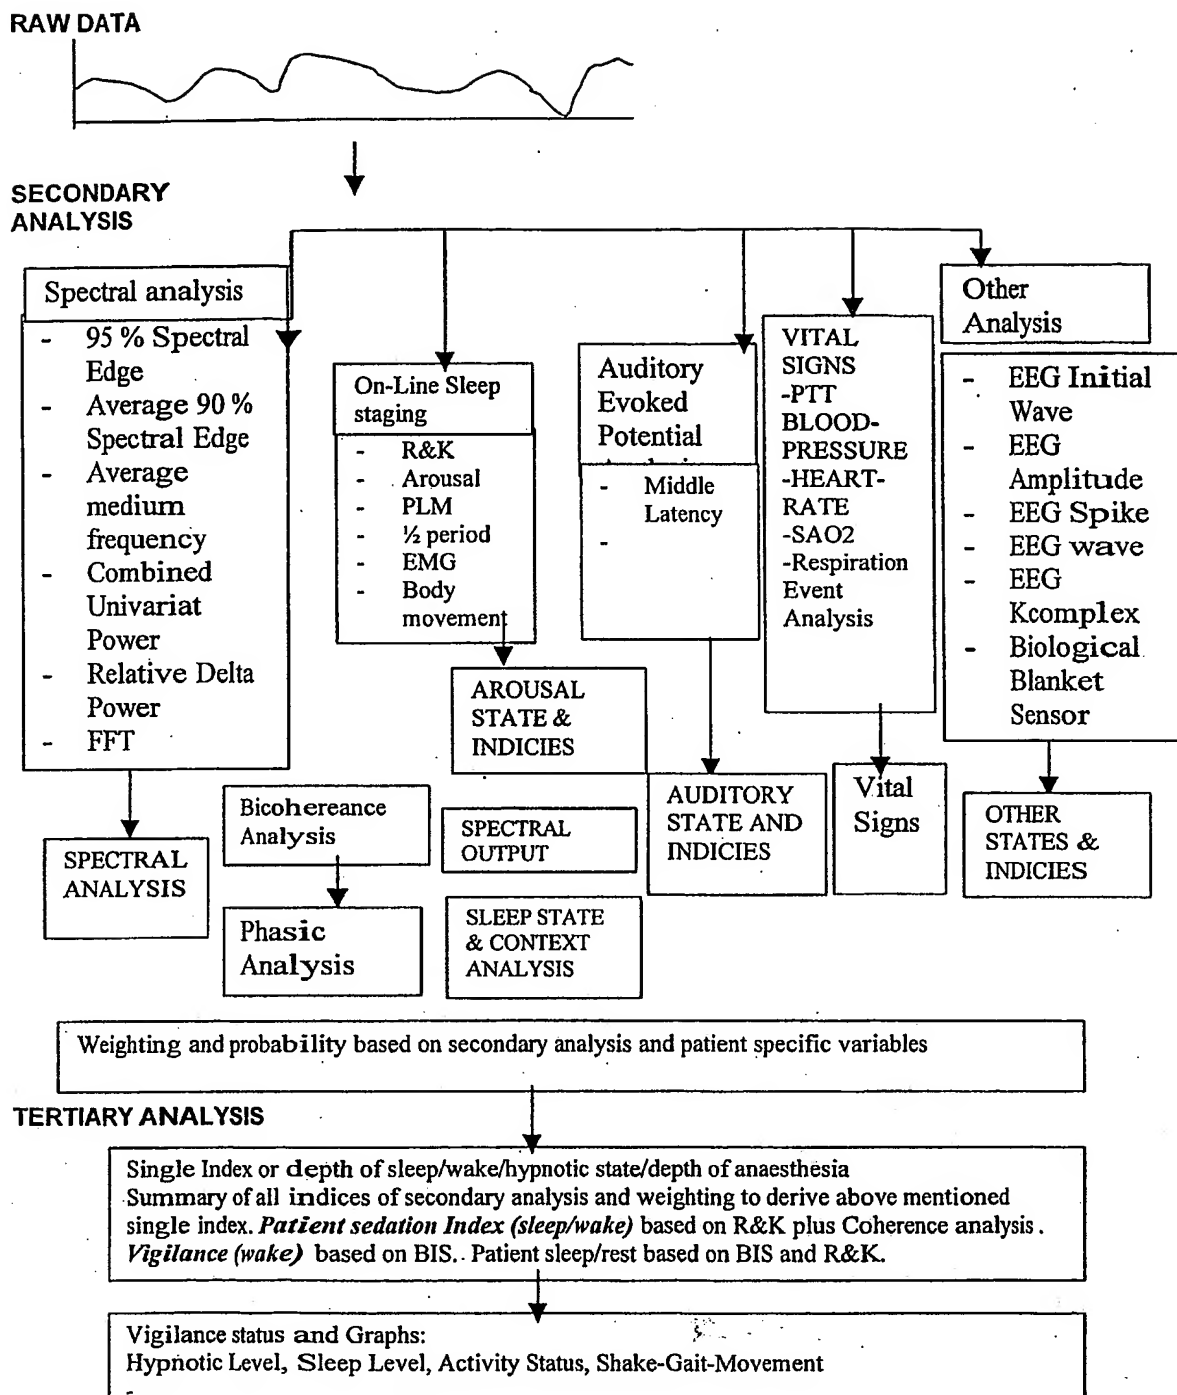 RAW DATA
SECONDARY
ANALYSIS
Spectral analysis
- 95 % Spectral
Edge
- Average 90 %
Spectral Edge
- Average
medium
frequency
- Combined
Univariat
Power
- Relative Delta
Power
- FFT
On-Line Sleep
staging
- R&K
- Arousal
- PLM
- ½ period
- EMG
- Body
movement
Auditory
Evoked
Potential
- Middle
Latency
-
VITAL
SIGNS
-PTT
BLOOD-
PRESSURE
-HEART-
RATE
-SAO2
-Respiration
Event
Analysis
Other
Analysis
- EEG Initial
Wave
- EEG
Amplitude
- EEG Spike
- EEG wave
- EEG
Kcomplex
- Biological
Blanket
Sensor
SPECTRAL
ANALYSIS
Bicohereance
Analysis
Phasic
Analysis
AROUSAL
STATE &
INDICIES
SPECTRAL
OUTPUT
SLEEP STATE
& CONTEXT
ANALYSIS
AUDITORY
STATE AND
INDICIES
Vital
Signs
OTHER
STATES &
INDICIES
Weighting and probability based on secondary analysis and patient specific variables
TERTIARY ANALYSIS
Single Index or depth of sleep/wake/hypnotic state/depth of anaesthesia
Summary of all indices of secondary analysis and weighting to derive above mentioned
single index. Patient sedation Index (sleep/wake) based on R&K plus Coherence analysis.
Vigilance (wake) based on BIS. Patient sleep/rest based on BIS and R&K.
Vigilance status and Graphs:
Hypnotic Level, Sleep Level, Activity Status, Shake-Gait-Movement
-